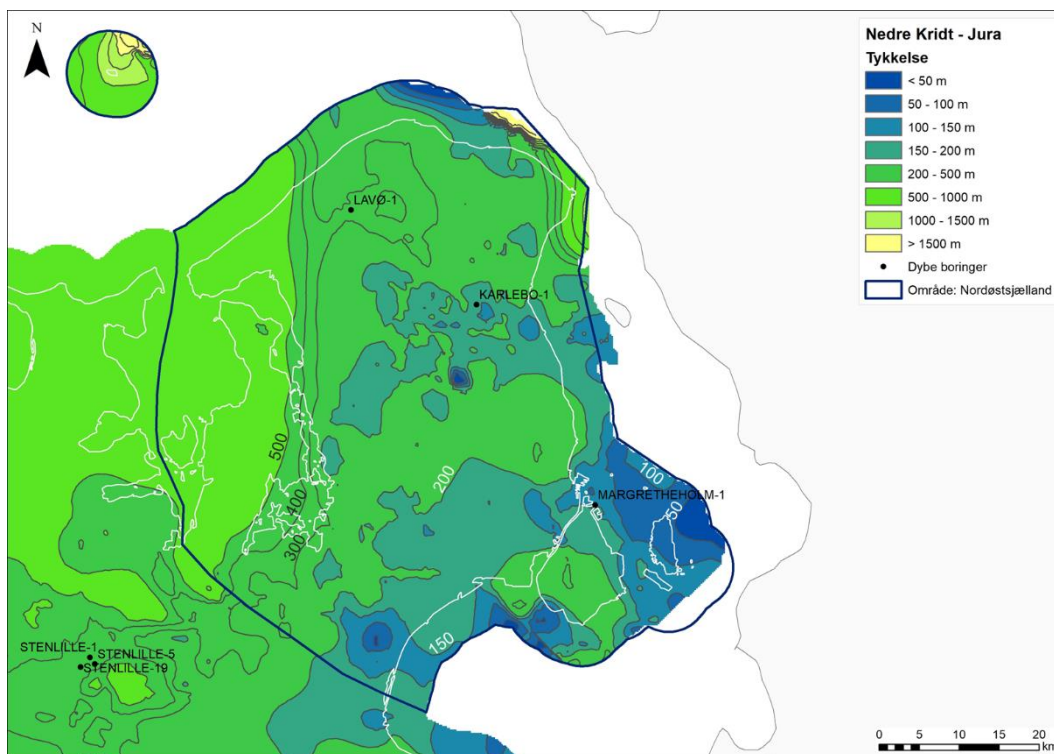 N
Nedre Kridt - Jura
Tykkelse
< 50 m
50 - 100 m
100 - 150 m
150 - 200 m
200 - 500 m
500 - 1000 m
1000 - 1500 m
> 1500 m
Dybe boringer
Område: Nordøstsjælland
LAVØ-1
KARLEBO-1
500
400
300
200
100
MARGRETHEHOLM-1
50
150
STENLILLE-1
STENLILLE-5
STENLILLE-19
0 5 10 15 20
km